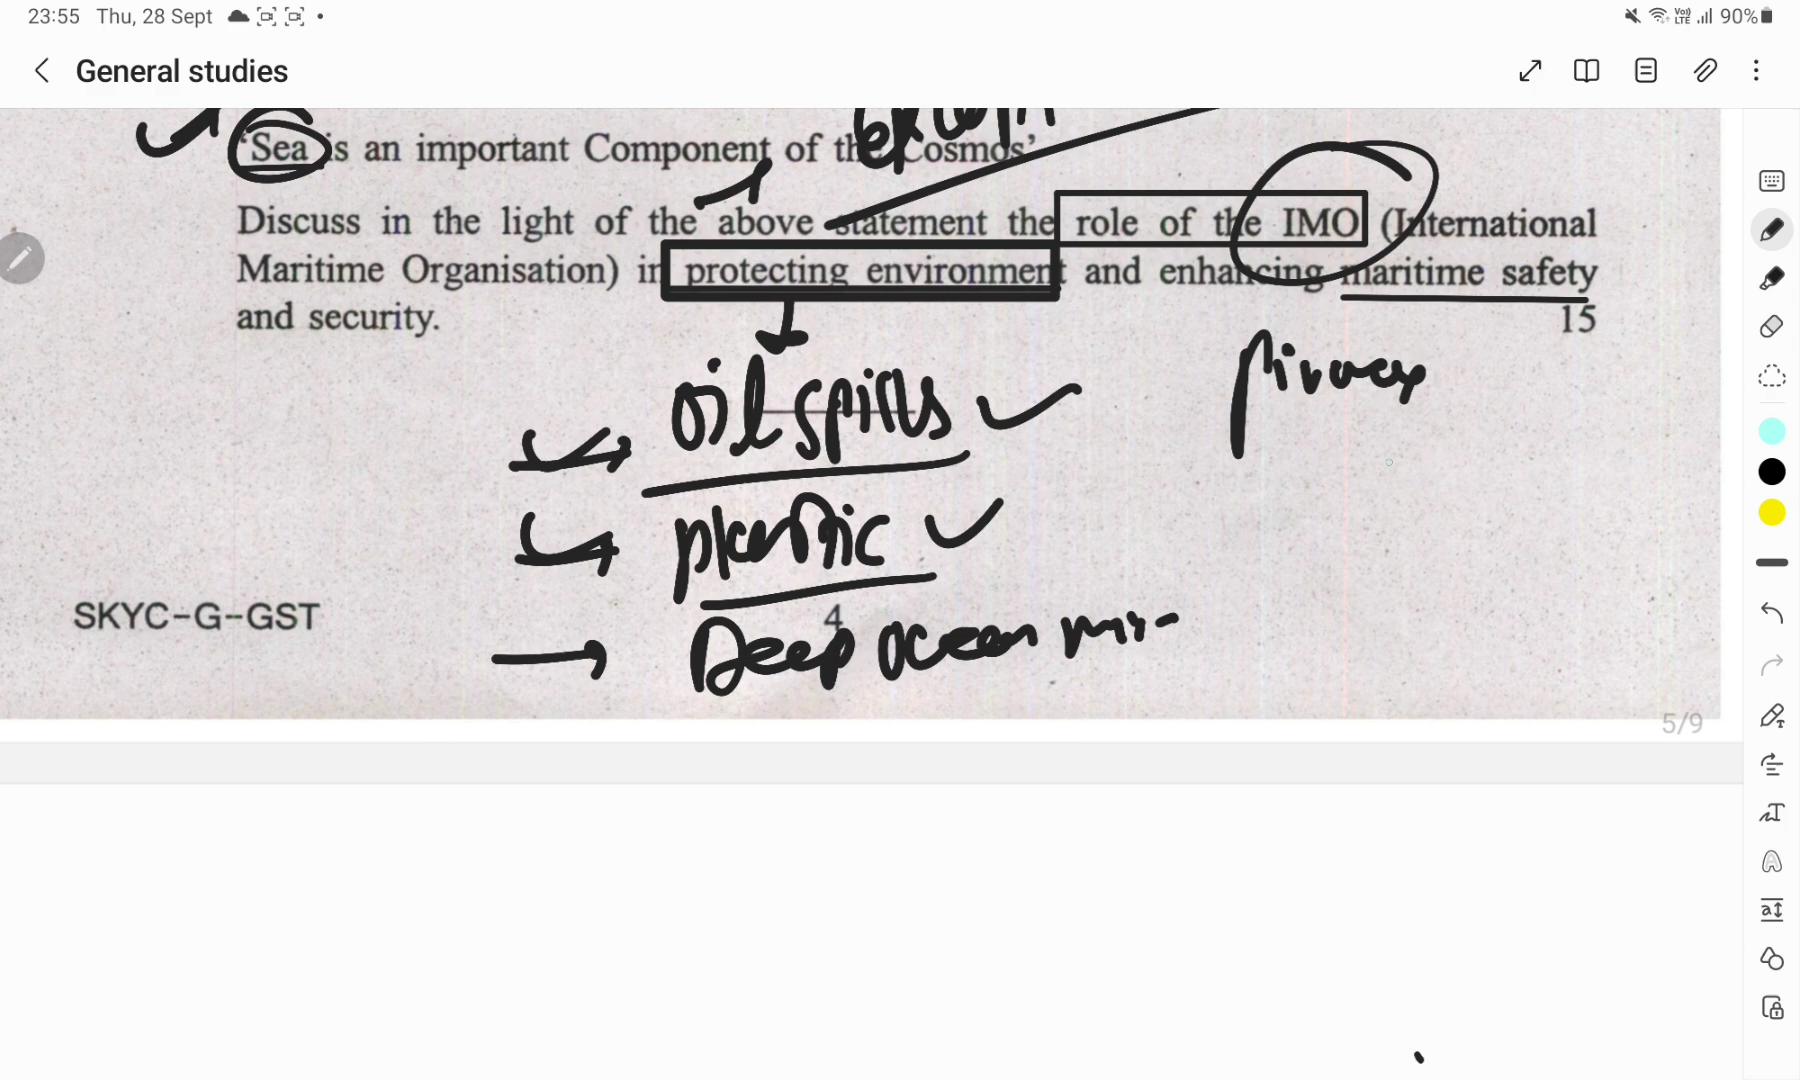 23:55 Thu, 28 Sept 90%
General studies
‘Sea is an important Component of the Cosmos’
Discuss in the light of the above statement the role of the IMO (International
Maritime Organisation) in protecting environment and enhancing maritime safety
and security.
15
oil spills
Piracy
plastic
SKYC-G-GST
4
Deep ocean
5/9